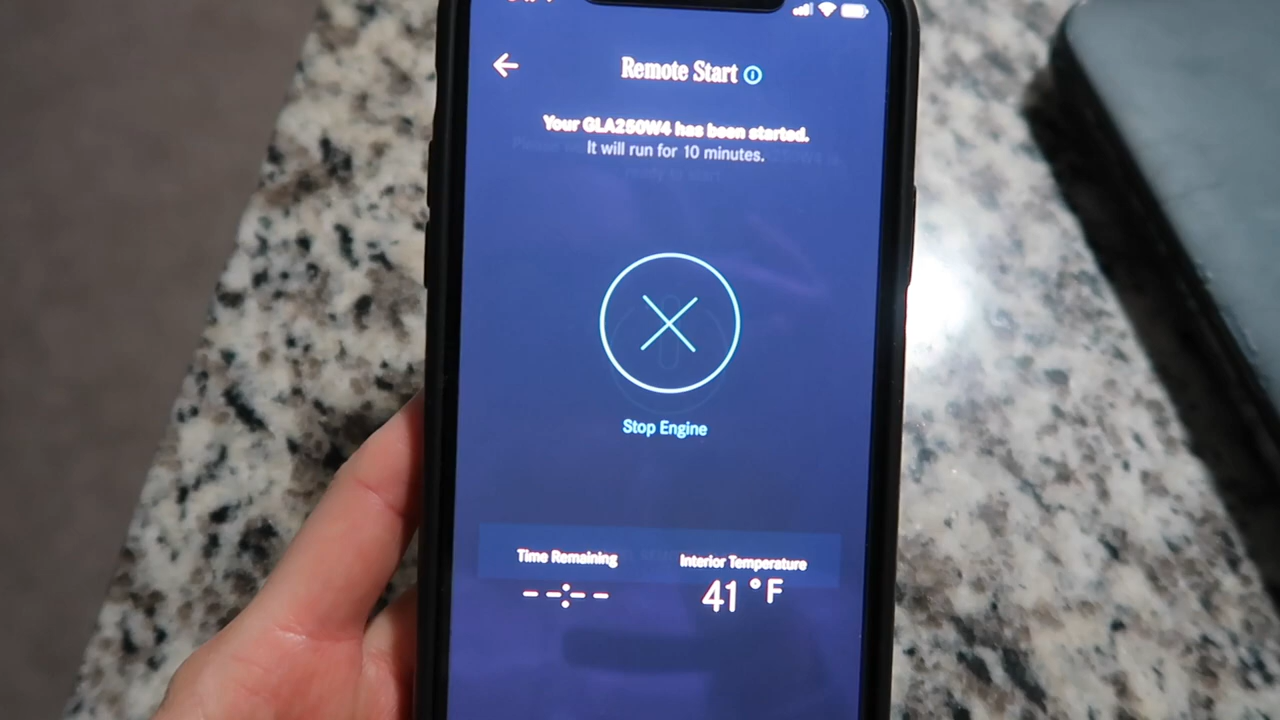 Remote Start
Your GLA250W4 has been started.
It will run for 10 minutes.
Stop Engine
Time Remaining
Interior Temperature
--:--
41°F